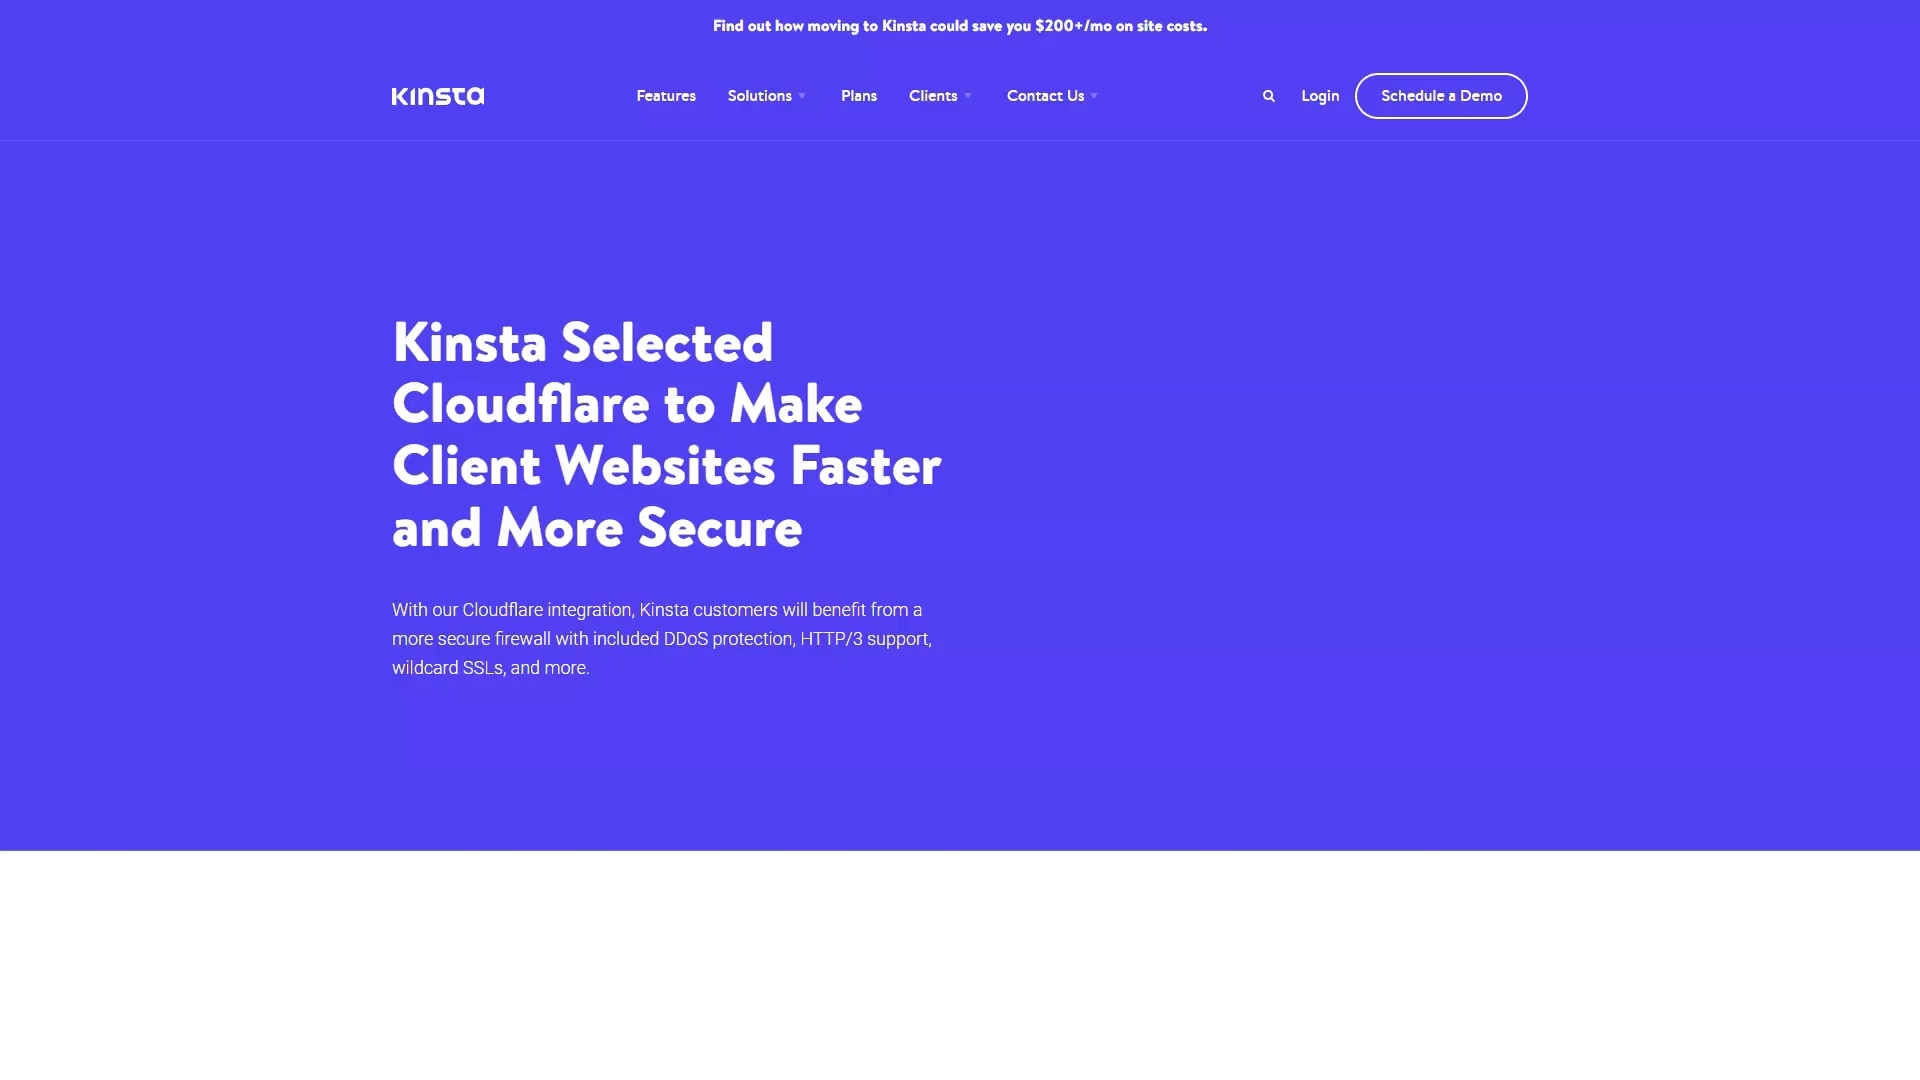 Find out how moving to Kinsta could save you $200+/mo on site costs.
Kinsta
Features
Solutions
Plans
Clients
Contact Us
Login
Schedule a Demo
Kinsta Selected
Cloudflare to Make
Client Websites Faster
and More Secure
With our Cloudflare integration, Kinsta customers will benefit from a
more secure firewall with included DDoS protection, HTTP/3 support,
wildcard SSLs, and more.